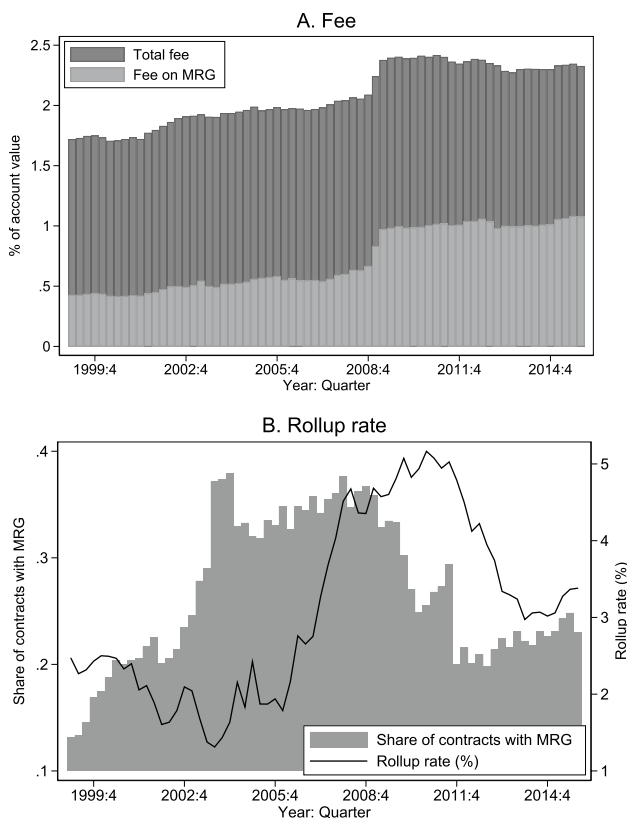 A. Fee
Total fee
Fee on MRG
% of account value
2.5
2
1.5
1
.5
0
1999:4 2002:4 2005:4 2008:4 2011:4 2014:4
Year: Quarter
B. Rollup rate
Share of contracts with MRG
.4
.3
.2
.1
5
4
3
2
1
Rollup rate (%)
Share of contracts with MRG
Rollup rate (%)
1999:4 2002:4 2005:4 2008:4 2011:4 2014:4
Year: Quarter